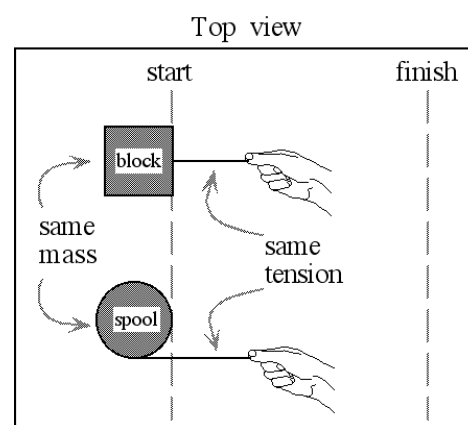 Top view
start
finish
block
same
mass
same
tension
spool